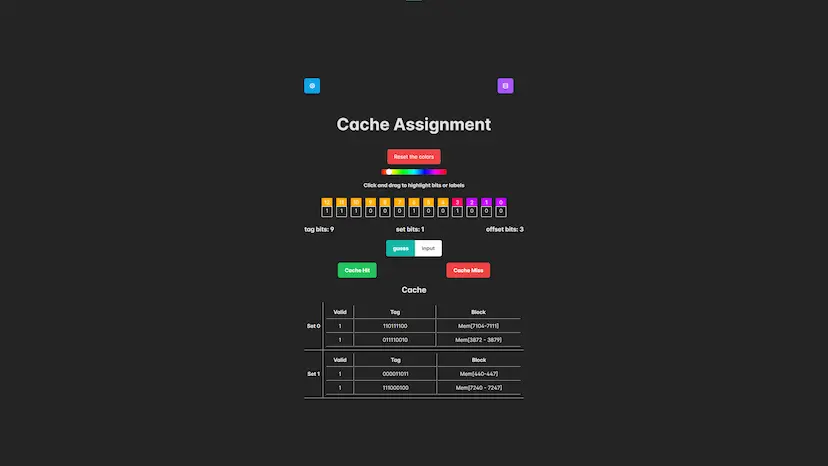 Cache Assignment
Reset the colors
Click and drag to highlight bits or labels
12 11 10 9 8 7 6 5 4 3 2 1 0
1 1 1 0 0 0 1 0 0 1 0 0 0
tag bits: 9 set bits: 1 offset bits: 3
guess input
Cache Hit Cache Miss
Cache
Valid Tag Block
Set 0
1 110111100 Mem[7104-7111]
1 011110010 Mem[3872 - 3879]
Valid Tag Block
Set 1
1 000011011 Mem[440-447]
1 111000100 Mem[7240 - 7247]